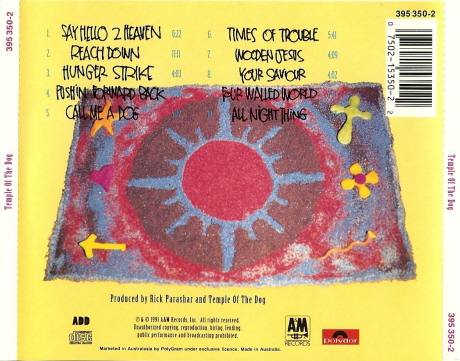 395 350-2
1. SAY HELLO 2 HEAVEN 6:22
2. REACH DOWN 11:11
3. HUNGER STRIKE 4:03
4. PUSHIN FORWARD BACK
5. CALL ME A DOG
6. TIMES OF TROUBLE 5:41
7. WOODEN JESUS 4:09
8. YOUR SAVIOUR 4:02
FOUR WALLED WORLD
ALL NIGHT THING
0 7502-15350-2 2
395 350-2
Temple Of The Dog
Temple Of The Dog
395 350-2
Produced by Rick Parashar and Temple Of The Dog
ADD
COMPACT disc DIGITAL AUDIO
℗ & © 1991 A&M Records, Inc.
All rights reserved.
Unauthorized copying, reproduction, hiring, lending,
public performance and broadcasting prohibited.
A&M RECORDS
Polydor
Marketed in Australasia by PolyGram under exclusive licence. Made in Australia.